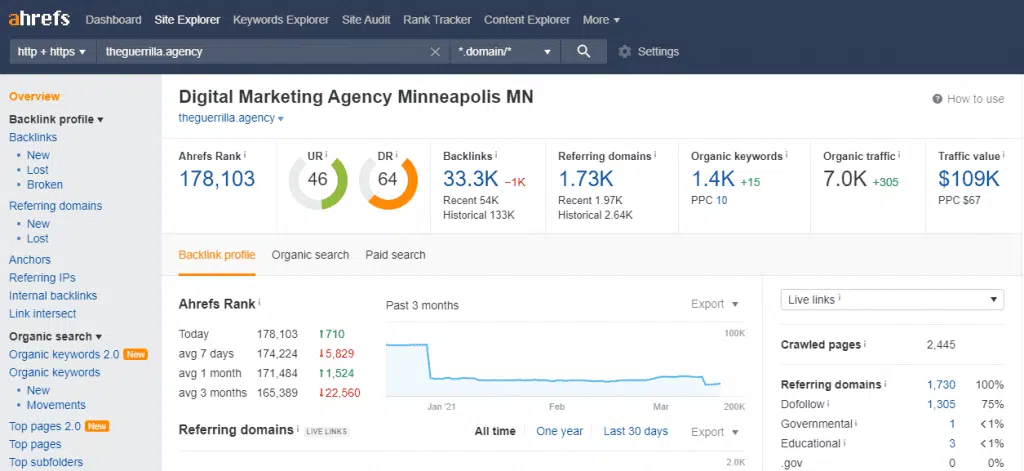 ahrefs Dashboard Site Explorer Keywords Explorer Site Audit Rank Tracker Content Explorer More
http + https theguerrilla.agency *.domain/* Settings
Overview
Backlink profile
Backlinks
New
Lost
Broken
Referring domains
New
Lost
Anchors
Referring IPs
Internal backlinks
Link intersect
Organic search
Organic keywords 2.0 New
Organic keywords
New
Movements
Top pages 2.0 New
Top pages
Top subfolders
Digital Marketing Agency Minneapolis MN
How to use
theguerrilla.agency
Ahrefs Rank i
178,103
UR i
46
DR i
64
Backlinks i
33.3K −1K
Recent 54K
Historical 133K
Referring domains i
1.73K
Recent 1.97K
Historical 2.64K
Organic keywords i
1.4K +15
PPC 10
Organic traffic i
7.0K +305
Traffic value i
$109K
PPC $67
Backlink profile Organic search Paid search
Ahrefs Rank i
Today 178,103 ↑710
avg 7 days 174,224 ↓5,829
avg 1 month 171,484 ↑1,524
avg 3 months 165,389 ↓22,560
Past 3 months Export
100K
Jan '21 Feb Mar 200K
Referring domains i LIVE LINKS All time One year Last 30 days Export
2.0K
Live links i
Crawled pages i 2,445
Referring domains i 1,730 100%
Dofollow i 1,305 75%
Governmental i 1 <1%
Educational i 3 <1%
.gov 0 0%